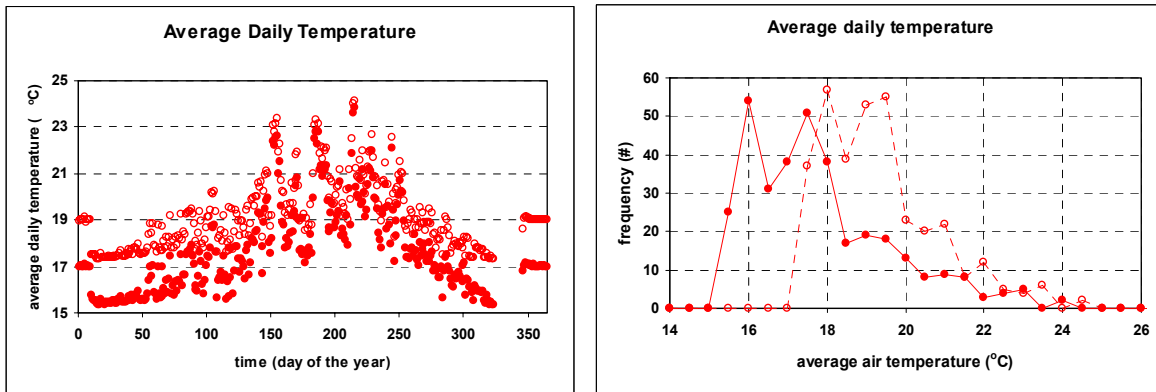 Average Daily Temperature
average daily temperature ( °C)
25
23
21
19
17
15
0 50 100 150 200 250 300 350
time (day of the year)
Average daily temperature
frequency (#)
60
50
40
30
20
10
0
14 16 18 20 22 24 26
average air temperature (°C)